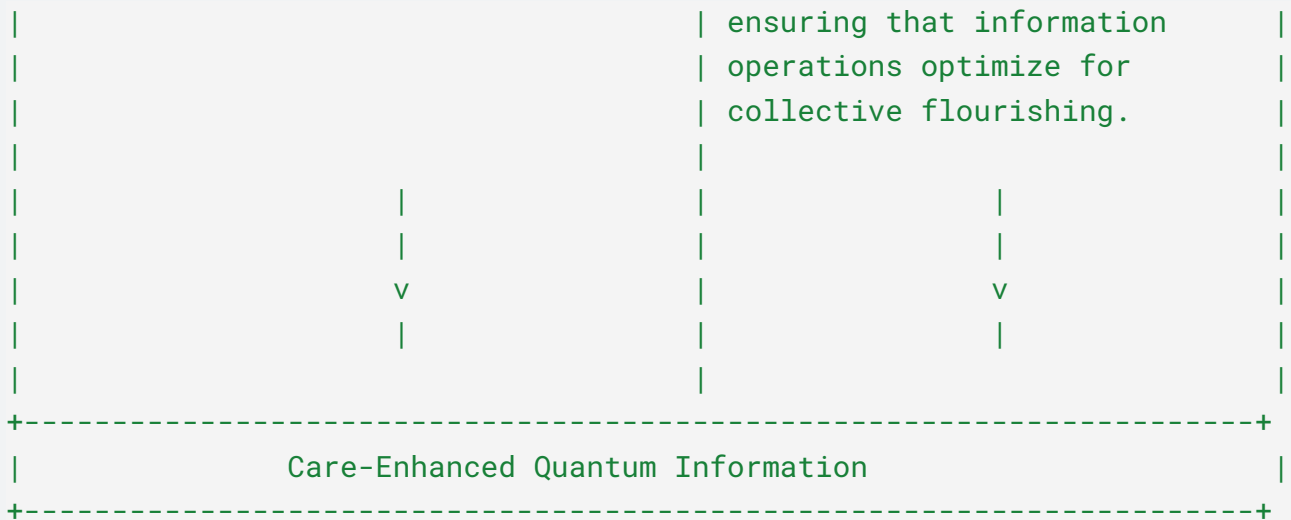 |                                       | ensuring that information      |
|                                       | operations optimize for        |
|                                       | collective flourishing.        |
|                                       |                                |
|                      |                |                |               |
|                      |                |                |               |
|                      v                |                v               |
|                      |                |                |               |
|                                       |                                |
+----------------------------------------------------------------------+
|               Care-Enhanced Quantum Information                        |
+----------------------------------------------------------------------+